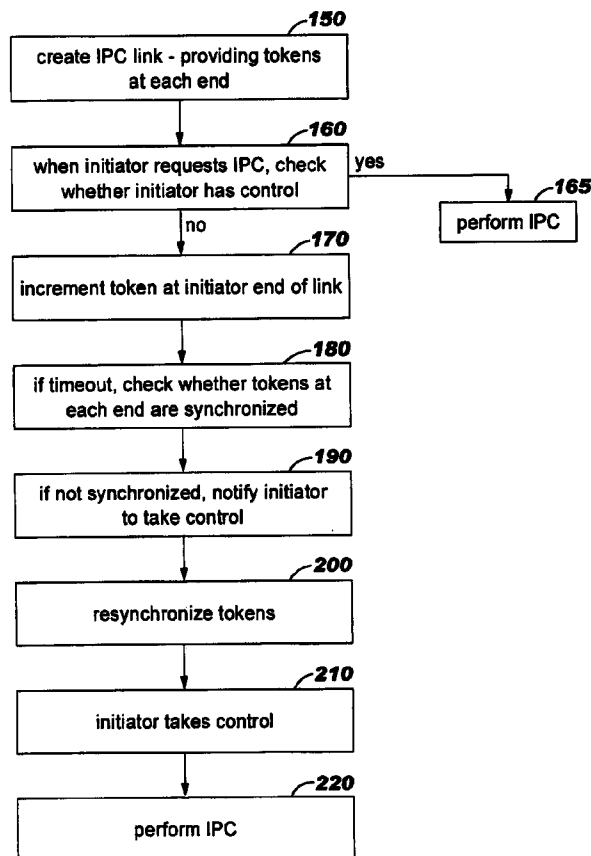 150
create IPC link - providing tokens
at each end
160
when initiator requests IPC, check
whether initiator has control
yes
165
perform IPC
no
170
increment token at initiator end of link
180
if timeout, check whether tokens at
each end are synchronized
190
if not synchronized, notify initiator
to take control
200
resynchronize tokens
210
initiator takes control
220
perform IPC